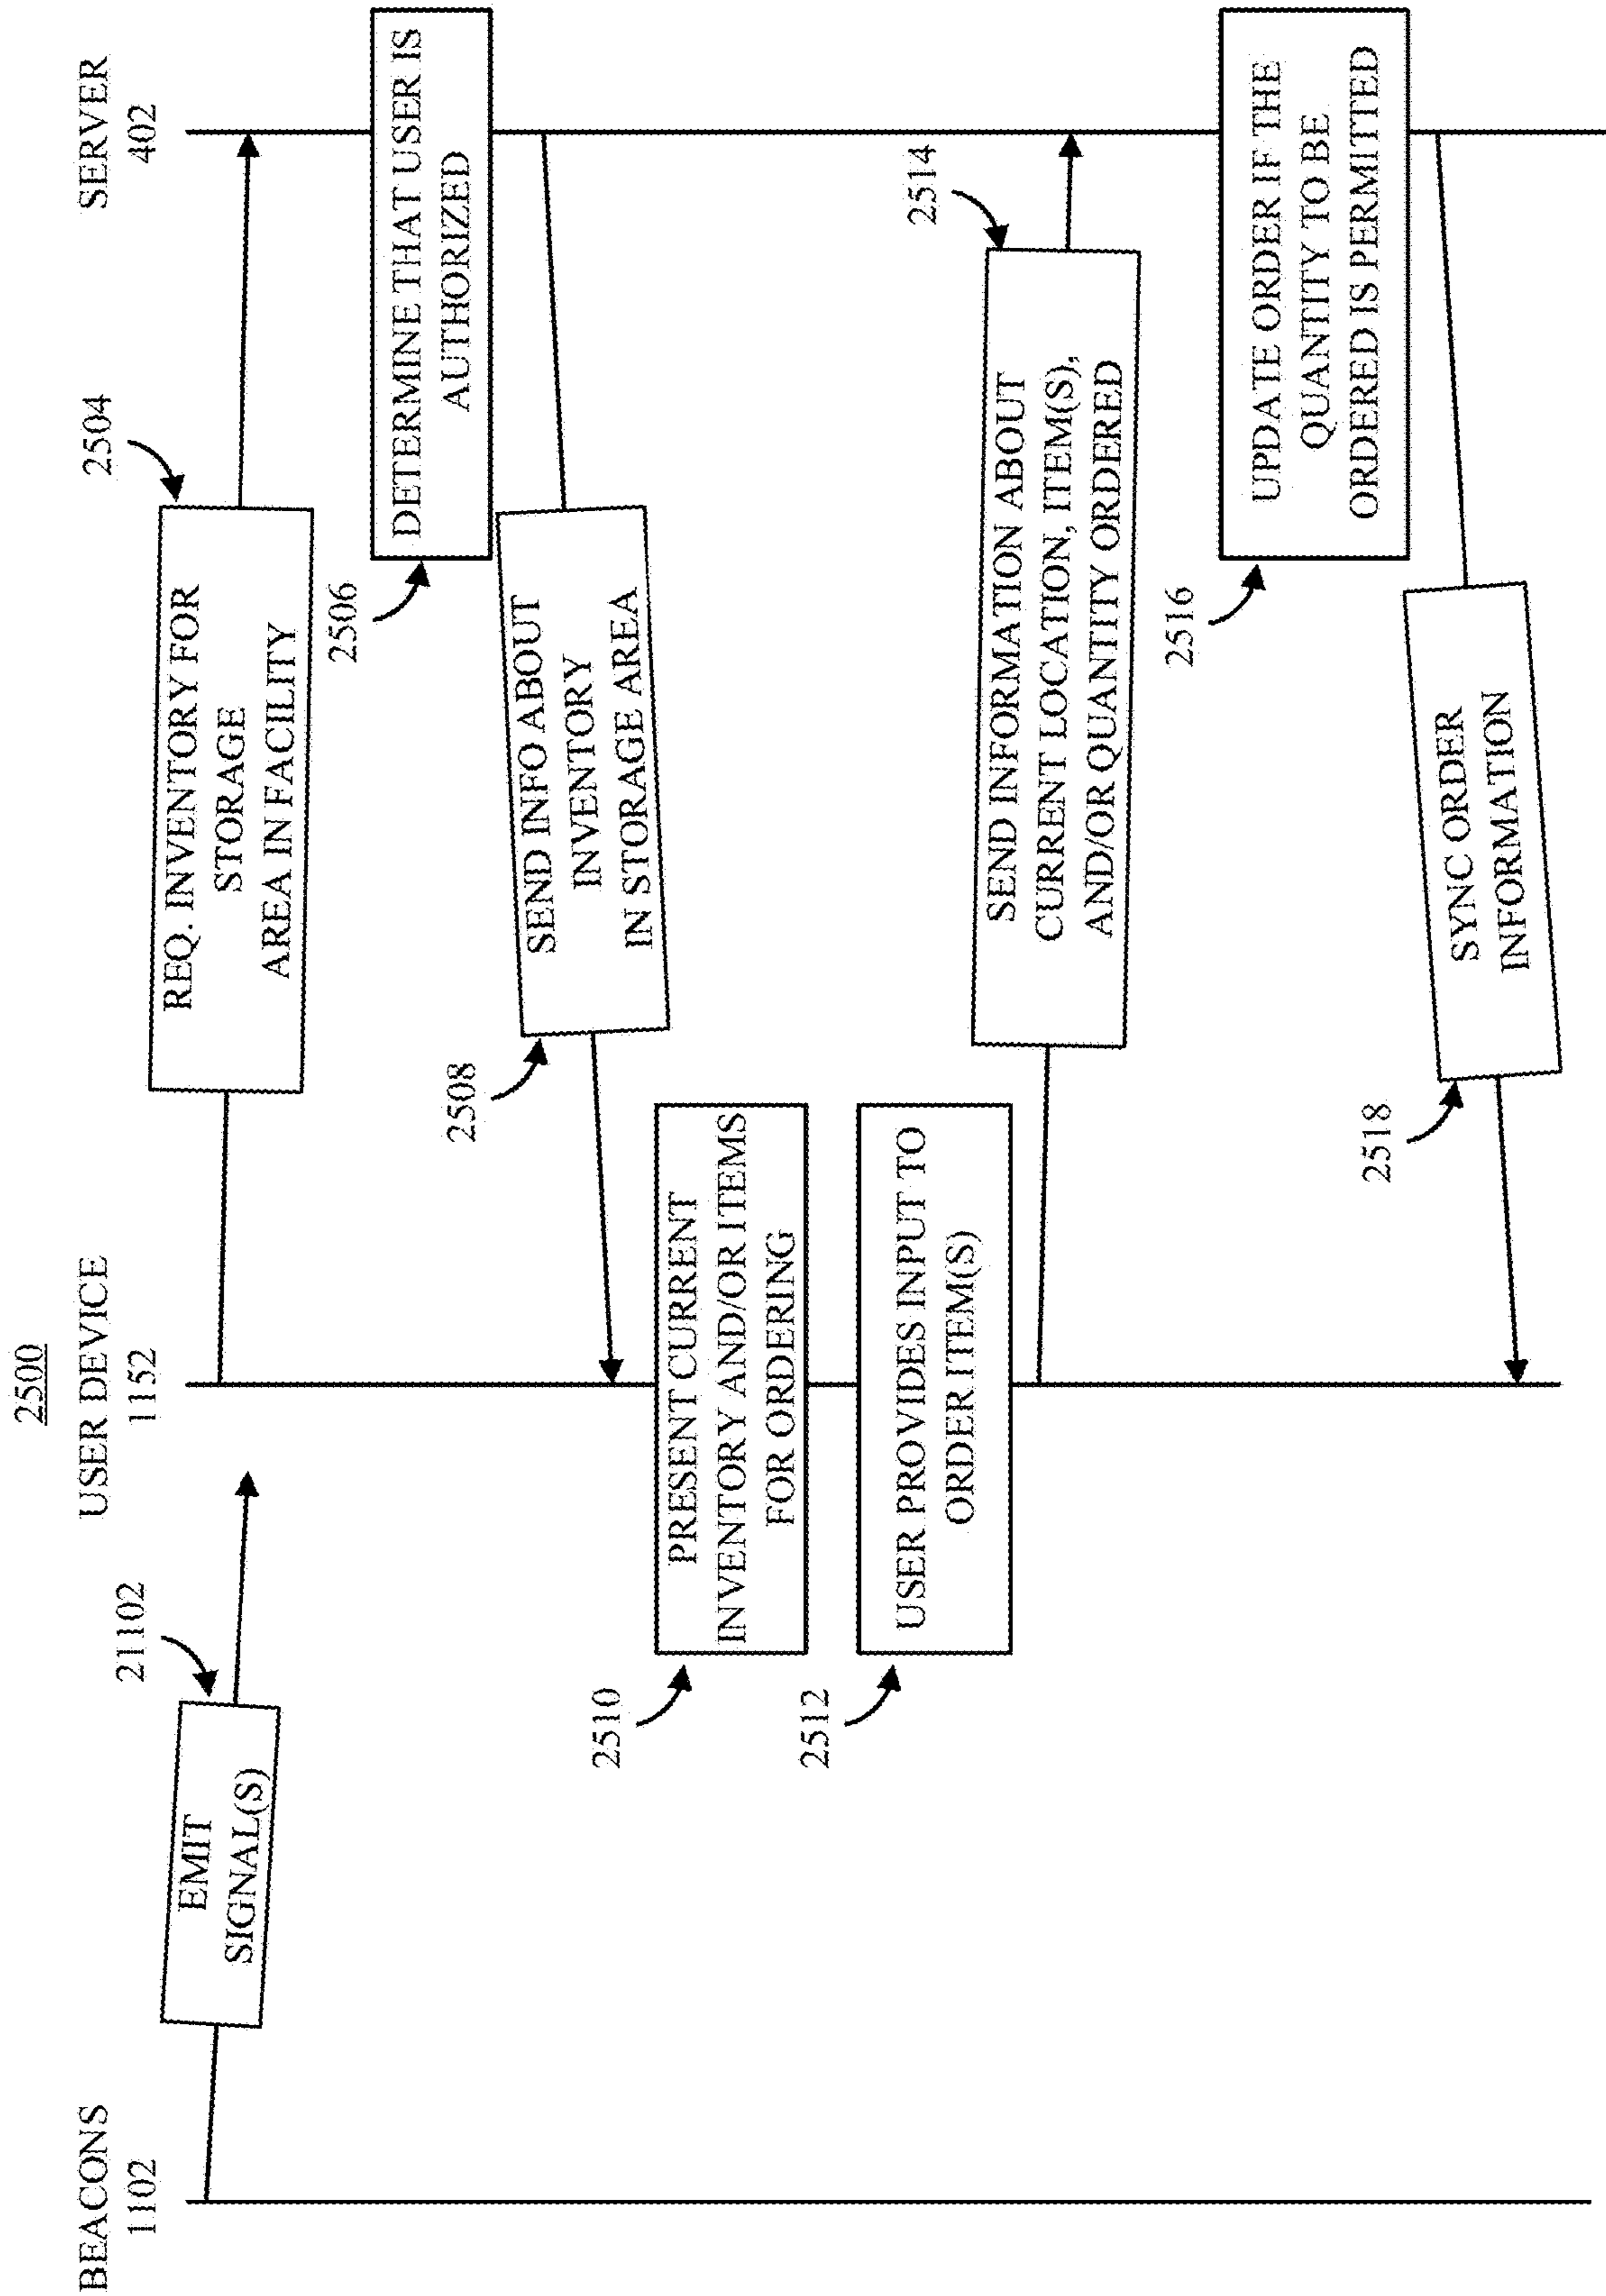 2500
BEACONS
1102
USER DEVICE
1152
SERVER
402
21102
EMIT
SIGNAL(S)
2504
REQ. INVENTORY FOR
STORAGE
AREA IN FACILITY
2506
DETERMINE THAT USER IS
AUTHORIZED
2508
SEND INFO ABOUT
INVENTORY
IN STORAGE AREA
2510
PRESENT CURRENT
INVENTORY AND/OR ITEMS
FOR ORDERING
2512
USER PROVIDES INPUT TO
ORDER ITEM(S)
2514
SEND INFORMATION ABOUT
CURRENT LOCATION, ITEM(S),
AND/OR QUANTITY ORDERED
2516
UPDATE ORDER IF THE
QUANTITY TO BE
ORDERED IS PERMITTED
2518
SYNC ORDER
INFORMATION